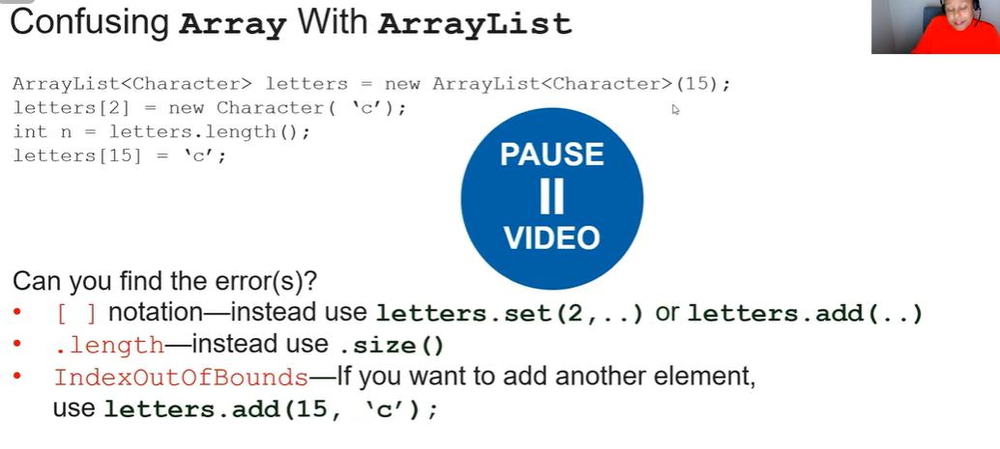 Confusing Array With ArrayList
ArrayList<Character> letters = new ArrayList<Character>(15);
letters[2] = new Character( ‘c’);
int n = letters.length();
letters[15] = ‘c’;
PAUSE
VIDEO
Can you find the error(s)?
• [ ] notation—instead use letters.set(2,..) or letters.add(..)
• .length—instead use .size()
• IndexOutOfBounds—If you want to add another element,
use letters.add(15, ‘c’);